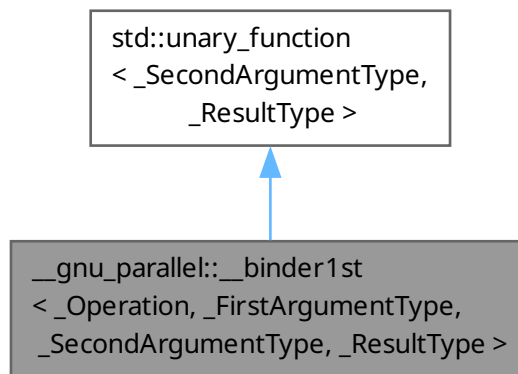 std::unary_function
< _SecondArgumentType,
_ResultType >
__gnu_parallel::__binder1st
< _Operation, _FirstArgumentType,
_SecondArgumentType, _ResultType >